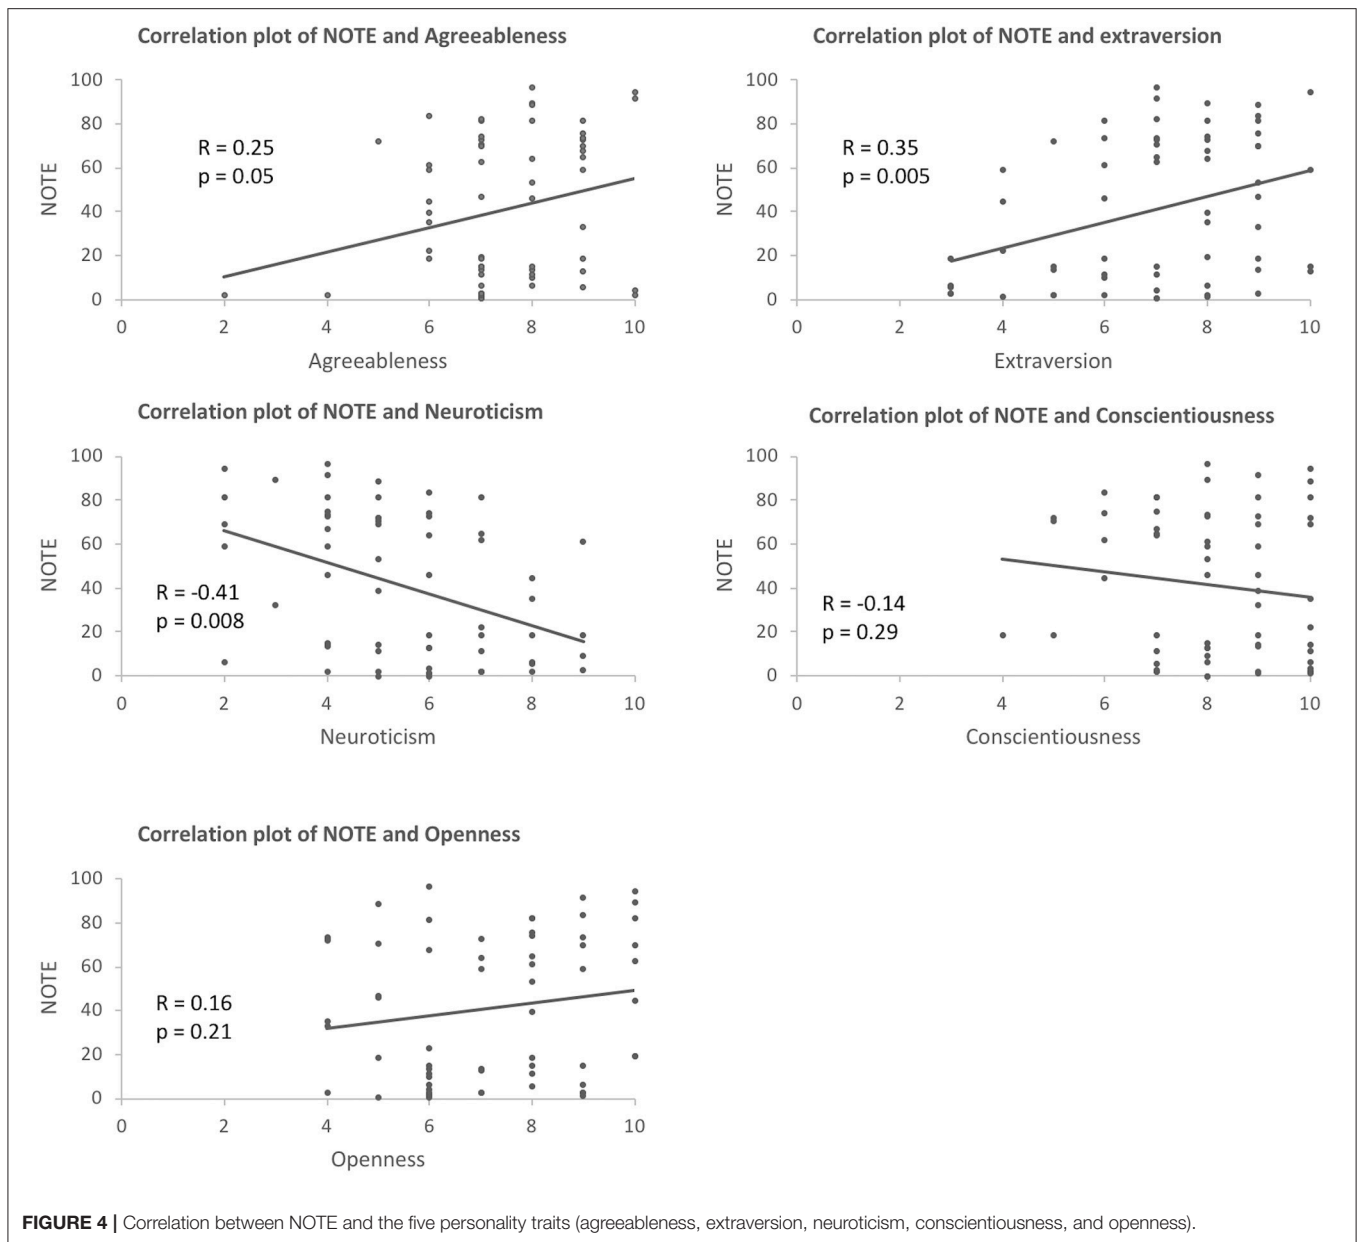 Correlation plot of NOTE and Agreeableness
100
80
60
40
20
0
NOTE
R = 0.25
p = 0.05
0 2 4 6 8 10
Agreeableness
Correlation plot of NOTE and extraversion
100
80
60
40
20
0
NOTE
R = 0.35
p = 0.005
0 2 4 6 8 10
Extraversion
Correlation plot of NOTE and Neuroticism
100
80
60
40
20
0
NOTE
R = -0.41
p = 0.008
0 2 4 6 8 10
Neuroticism
Correlation plot of NOTE and Conscientiousness
100
80
60
40
20
0
NOTE
R = -0.14
p = 0.29
0 2 4 6 8 10
Conscientiousness
Correlation plot of NOTE and Openness
100
80
60
40
20
0
NOTE
R = 0.16
p = 0.21
0 2 4 6 8 10
Openness
FIGURE 4 | Correlation between NOTE and the five personality traits (agreeableness, extraversion, neuroticism, conscientiousness, and openness).